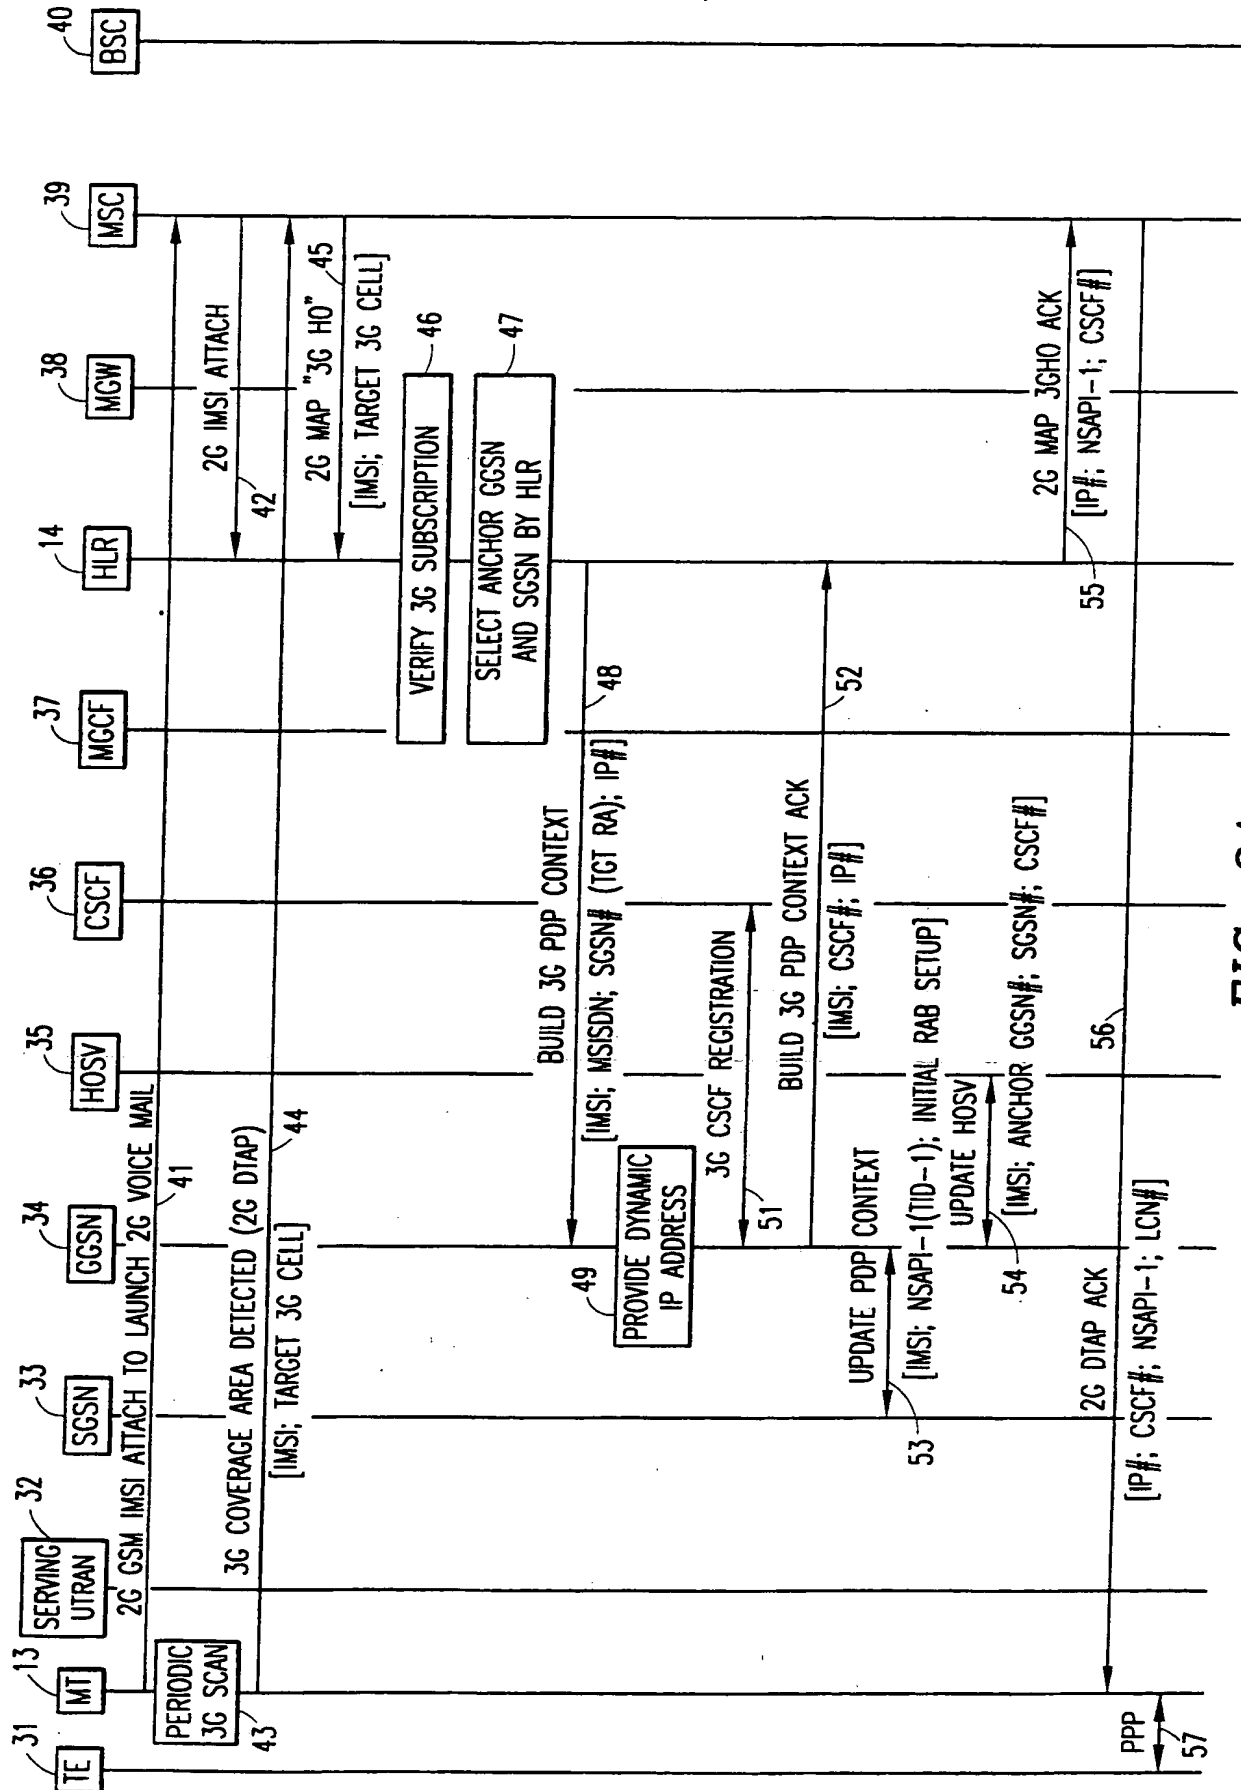 31
TE
13
MT
32
SERVING
UTRAN
33
SGSN
34
GGSN
35
HOSV
36
CSCF
37
MGCF
14
HLR
38
MGW
39
MSC
40
BSC
2G GSM IMSI ATTACH TO LAUNCH 2G VOICE MAIL
41
2G IMSI ATTACH
42
PERIODIC
3G SCAN
43
3G COVERAGE AREA DETECTED (2G DTAP)
44
[IMSI; TARGET 3G CELL]
2G MAP "3G HO"
45
[IMSI; TARGET 3G CELL]
VERIFY 3G SUBSCRIPTION
46
SELECT ANCHOR GGSN
AND SGSN BY HLR
47
BUILD 3G PDP CONTEXT
48
[IMSI; MSISDN; SGSN# (TGT RA); IP#]
49
PROVIDE DYNAMIC
IP ADDRESS
3G CSCF REGISTRATION
51
BUILD 3G PDP CONTEXT ACK
52
[IMSI; CSCF#; IP#]
UPDATE PDP CONTEXT
53
[IMSI; NSAPI-1(TID-1); INITIAL RAB SETUP]
UPDATE HOSV
54
[IMSI; ANCHOR GGSN#; SGSN#; CSCF#]
2G MAP 3GHO ACK
55
[IP#; NSAPI-1; CSCF#]
2G DTAP ACK
56
[IP#; CSCF#; NSAPI-1; LCN#]
PPP
57